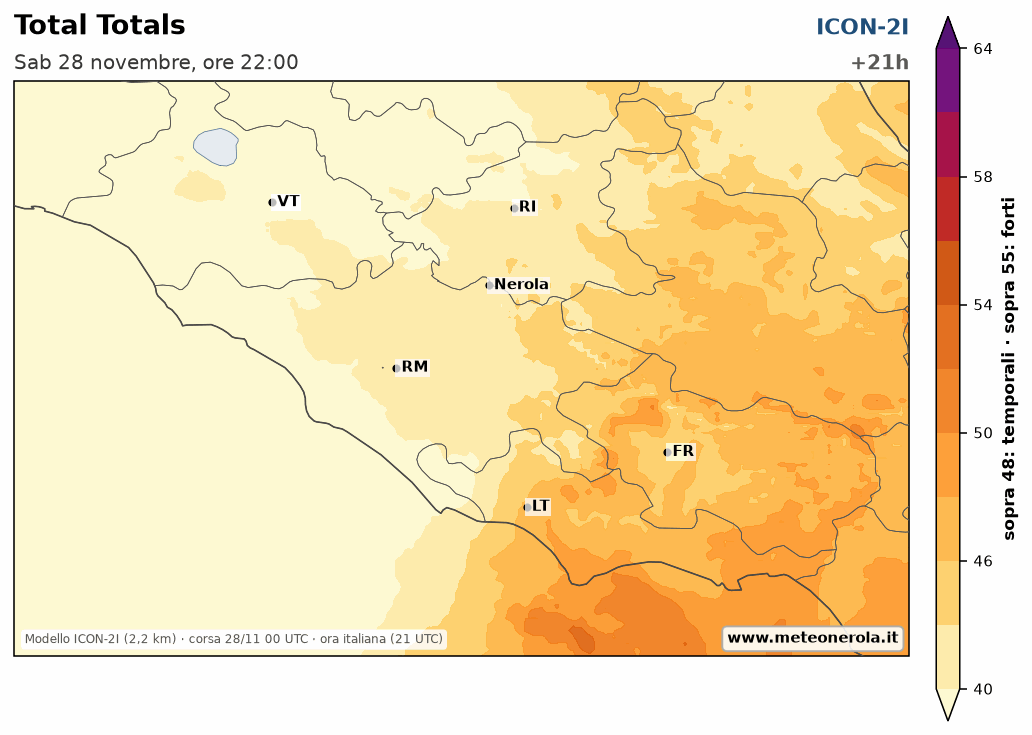 Total Totals
ICON-2I
Sab 28 novembre, ore 22:00
+21h
VT
RI
Nerola
RM
FR
LT
Modello ICON-2I (2,2 km) · corsa 28/11 00 UTC · ora italiana (21 UTC)
www.meteonerola.it
64
58
54
50
46
40
sopra 48: temporali · sopra 55: forti